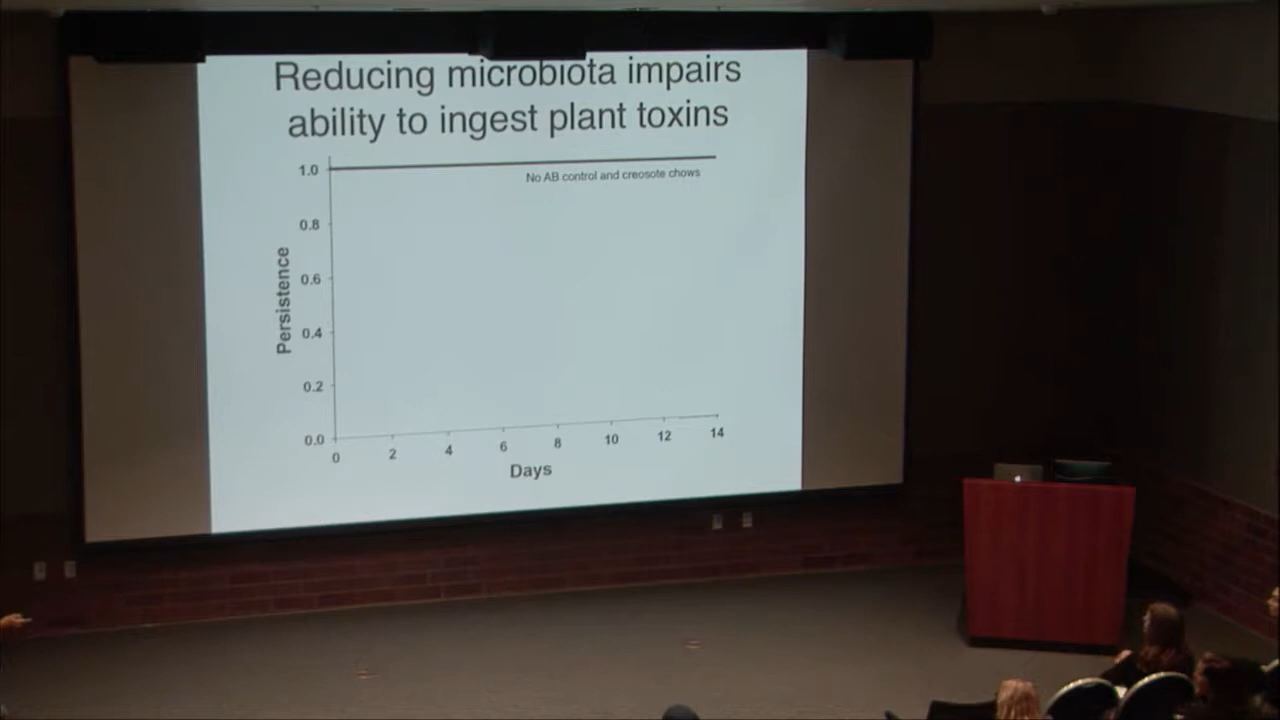 Reducing microbiota impairs
ability to ingest plant toxins
1.0
No AB control and creosote chows
0.8
0.6
0.4
0.2
0.0
Persistence
0 2 4 6 8 10 12 14
Days